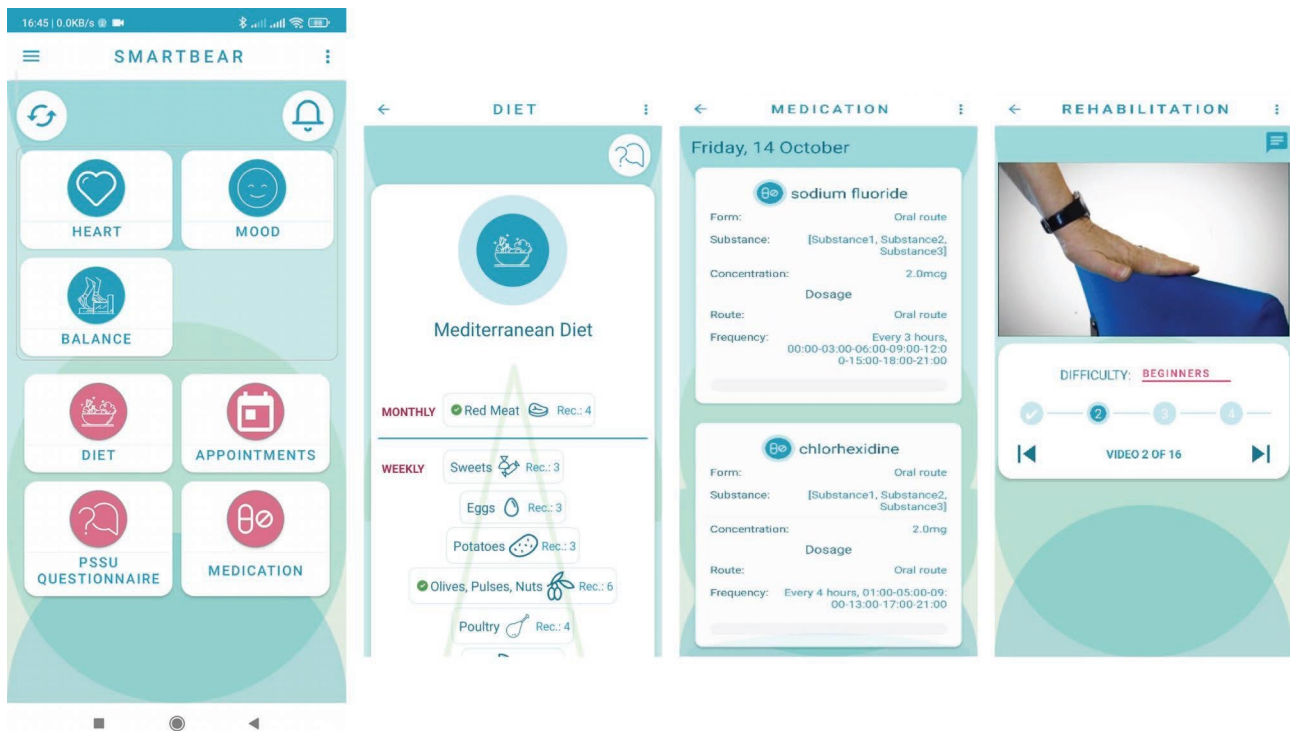 16:45 | 0.0KB/s
SMARTBEAR
HEART
MOOD
BALANCE
DIET
APPOINTMENTS
PSSU
QUESTIONNAIRE
MEDICATION
DIET
Mediterranean Diet
MONTHLY
Red Meat Rec.: 4
WEEKLY
Sweets Rec.: 3
Eggs Rec.: 3
Potatoes Rec.: 3
Olives, Pulses, Nuts Rec.: 6
Poultry Rec.: 4
MEDICATION
Friday, 14 October
sodium fluoride
Form: Oral route
Substance: [Substance1, Substance2,
Substance3]
Concentration: 2.0mcg
Dosage
Route: Oral route
Frequency: Every 3 hours,
00:00-03:00-06:00-09:00-12:0
0-15:00-18:00-21:00
chlorhexidine
Form: Oral route
Substance: [Substance1, Substance2,
Substance3]
Concentration: 2.0mg
Dosage
Route: Oral route
Frequency: Every 4 hours, 01:00-05:00-09:
00-13:00-17:00-21:00
REHABILITATION
DIFFICULTY: BEGINNERS
2 3 4
VIDEO 2 OF 16